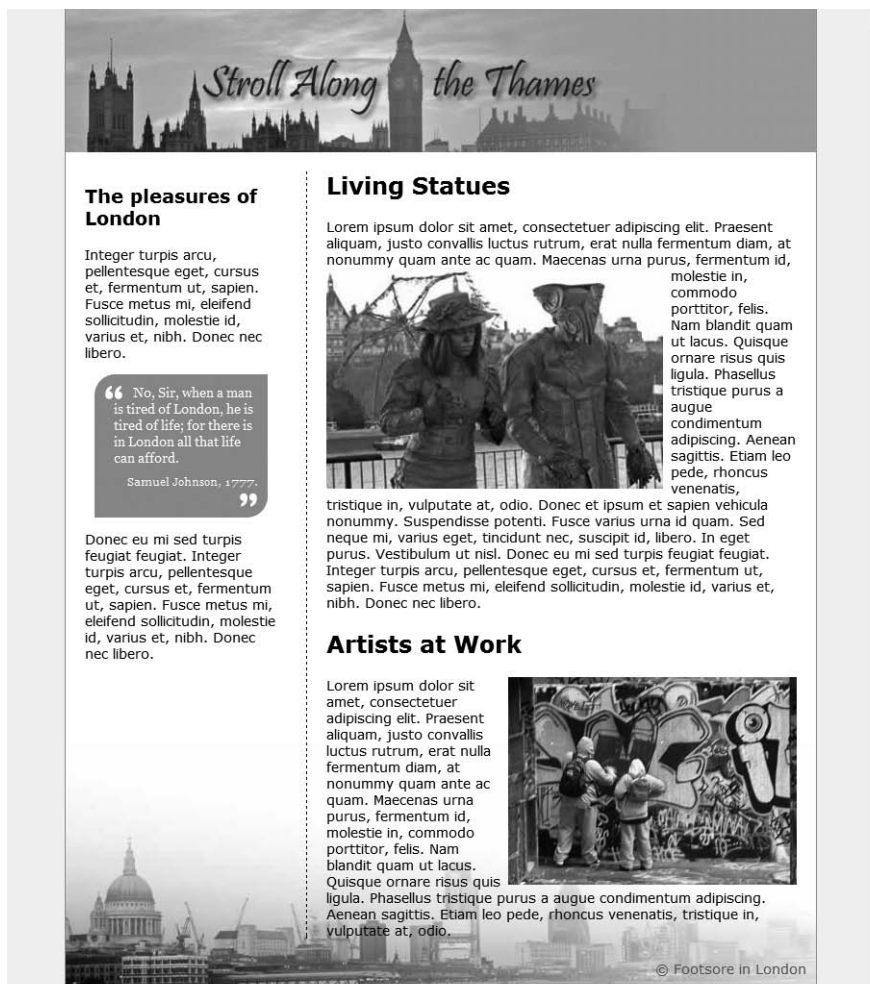 Stroll Along the Thames
The pleasures of
London
Integer turpis arcu,
pellentesque eget, cursus
et, fermentum ut, sapien.
Fusce metus mi, eleifend
sollicitudin, molestie id,
varius et, nibh. Donec nec
libero.
“ No, Sir, when a man
is tired of London, he is
tired of life; for there is
in London all that life
can afford.
Samuel Johnson, 1777.
”
Donec eu mi sed turpis
feugiat feugiat. Integer
turpis arcu, pellentesque
eget, cursus et, fermentum
ut, sapien. Fusce metus mi,
eleifend sollicitudin, molestie
id, varius et, nibh. Donec
nec libero.
Living Statues
Lorem ipsum dolor sit amet, consectetuer adipiscing elit. Praesent
aliquam, justo convallis luctus rutrum, erat nulla fermentum diam, at
nonummy quam ante ac quam. Maecenas urna purus, fermentum id,
molestie in,
commodo
porttitor, felis.
Nam blandit quam
ut lacus. Quisque
ornare risus quis
ligula. Phasellus
tristique purus a
augue
condimentum
adipiscing. Aenean
sagittis. Etiam leo
pede, rhoncus
venenatis,
tristique in, vulputate at, odio. Donec et ipsum et sapien vehicula
nonummy. Suspendisse potenti. Fusce varius urna id quam. Sed
neque mi, varius eget, tincidunt nec, suscipit id, libero. In eget
purus. Vestibulum ut nisl. Donec eu mi sed turpis feugiat feugiat.
Integer turpis arcu, pellentesque eget, cursus et, fermentum ut,
sapien. Fusce metus mi, eleifend sollicitudin, molestie id, varius et,
nibh. Donec nec libero.
Artists at Work
Lorem ipsum dolor sit
amet, consectetuer
adipiscing elit. Praesent
aliquam, justo convallis
luctus rutrum, erat nulla
fermentum diam, at
nonummy quam ante ac
quam. Maecenas urna
purus, fermentum id,
molestie in, commodo
porttitor, felis. Nam
blandit quam ut lacus.
Quisque ornare risus quis
ligula. Phasellus tristique purus a augue condimentum adipiscing.
Aenean sagittis. Etiam leo pede, rhoncus venenatis, tristique in,
vulputate at, odio.
© Footsore in London